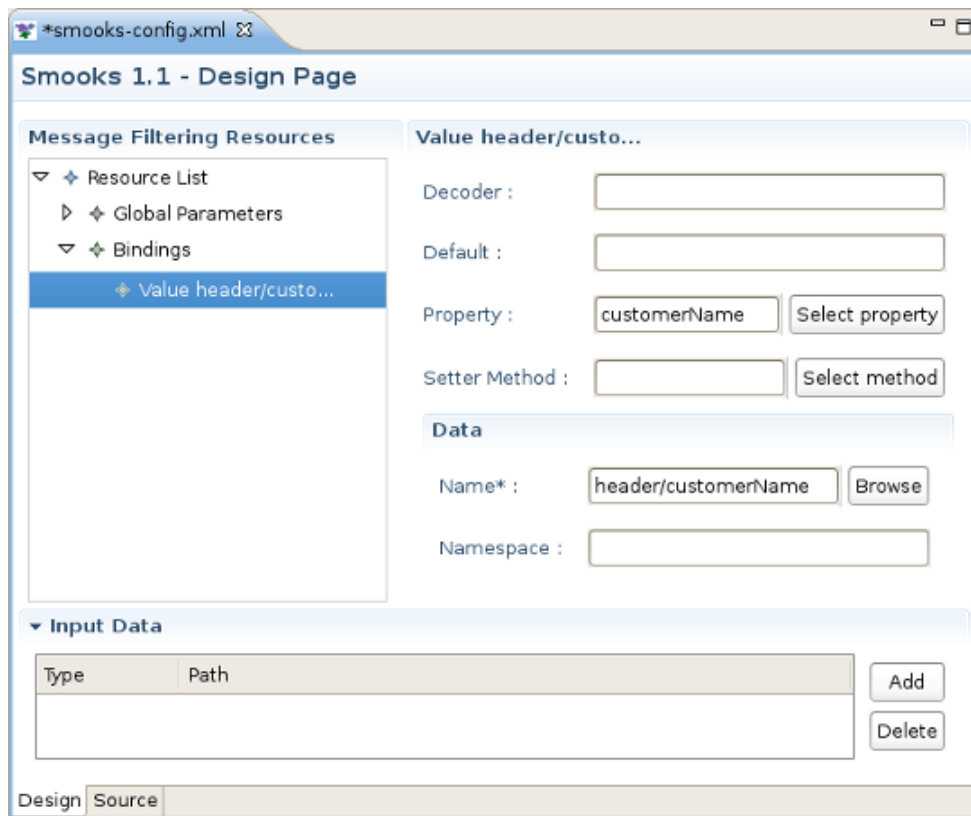 *smooks-config.xml
Smooks 1.1 - Design Page
Message Filtering Resources
Resource List
Global Parameters
Bindings
Value header/custo...
Value header/custo...
Decoder :
Default :
Property : customerName Select property
Setter Method : Select method
Data
Name* : header/customerName Browse
Namespace :
Input Data
Type Path
Add
Delete
Design Source